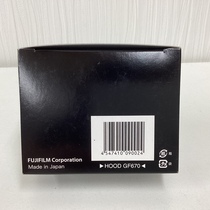 4547410090024
FUJIFILM Corporation
Made in Japan
▶ HOOD GF670 ◀